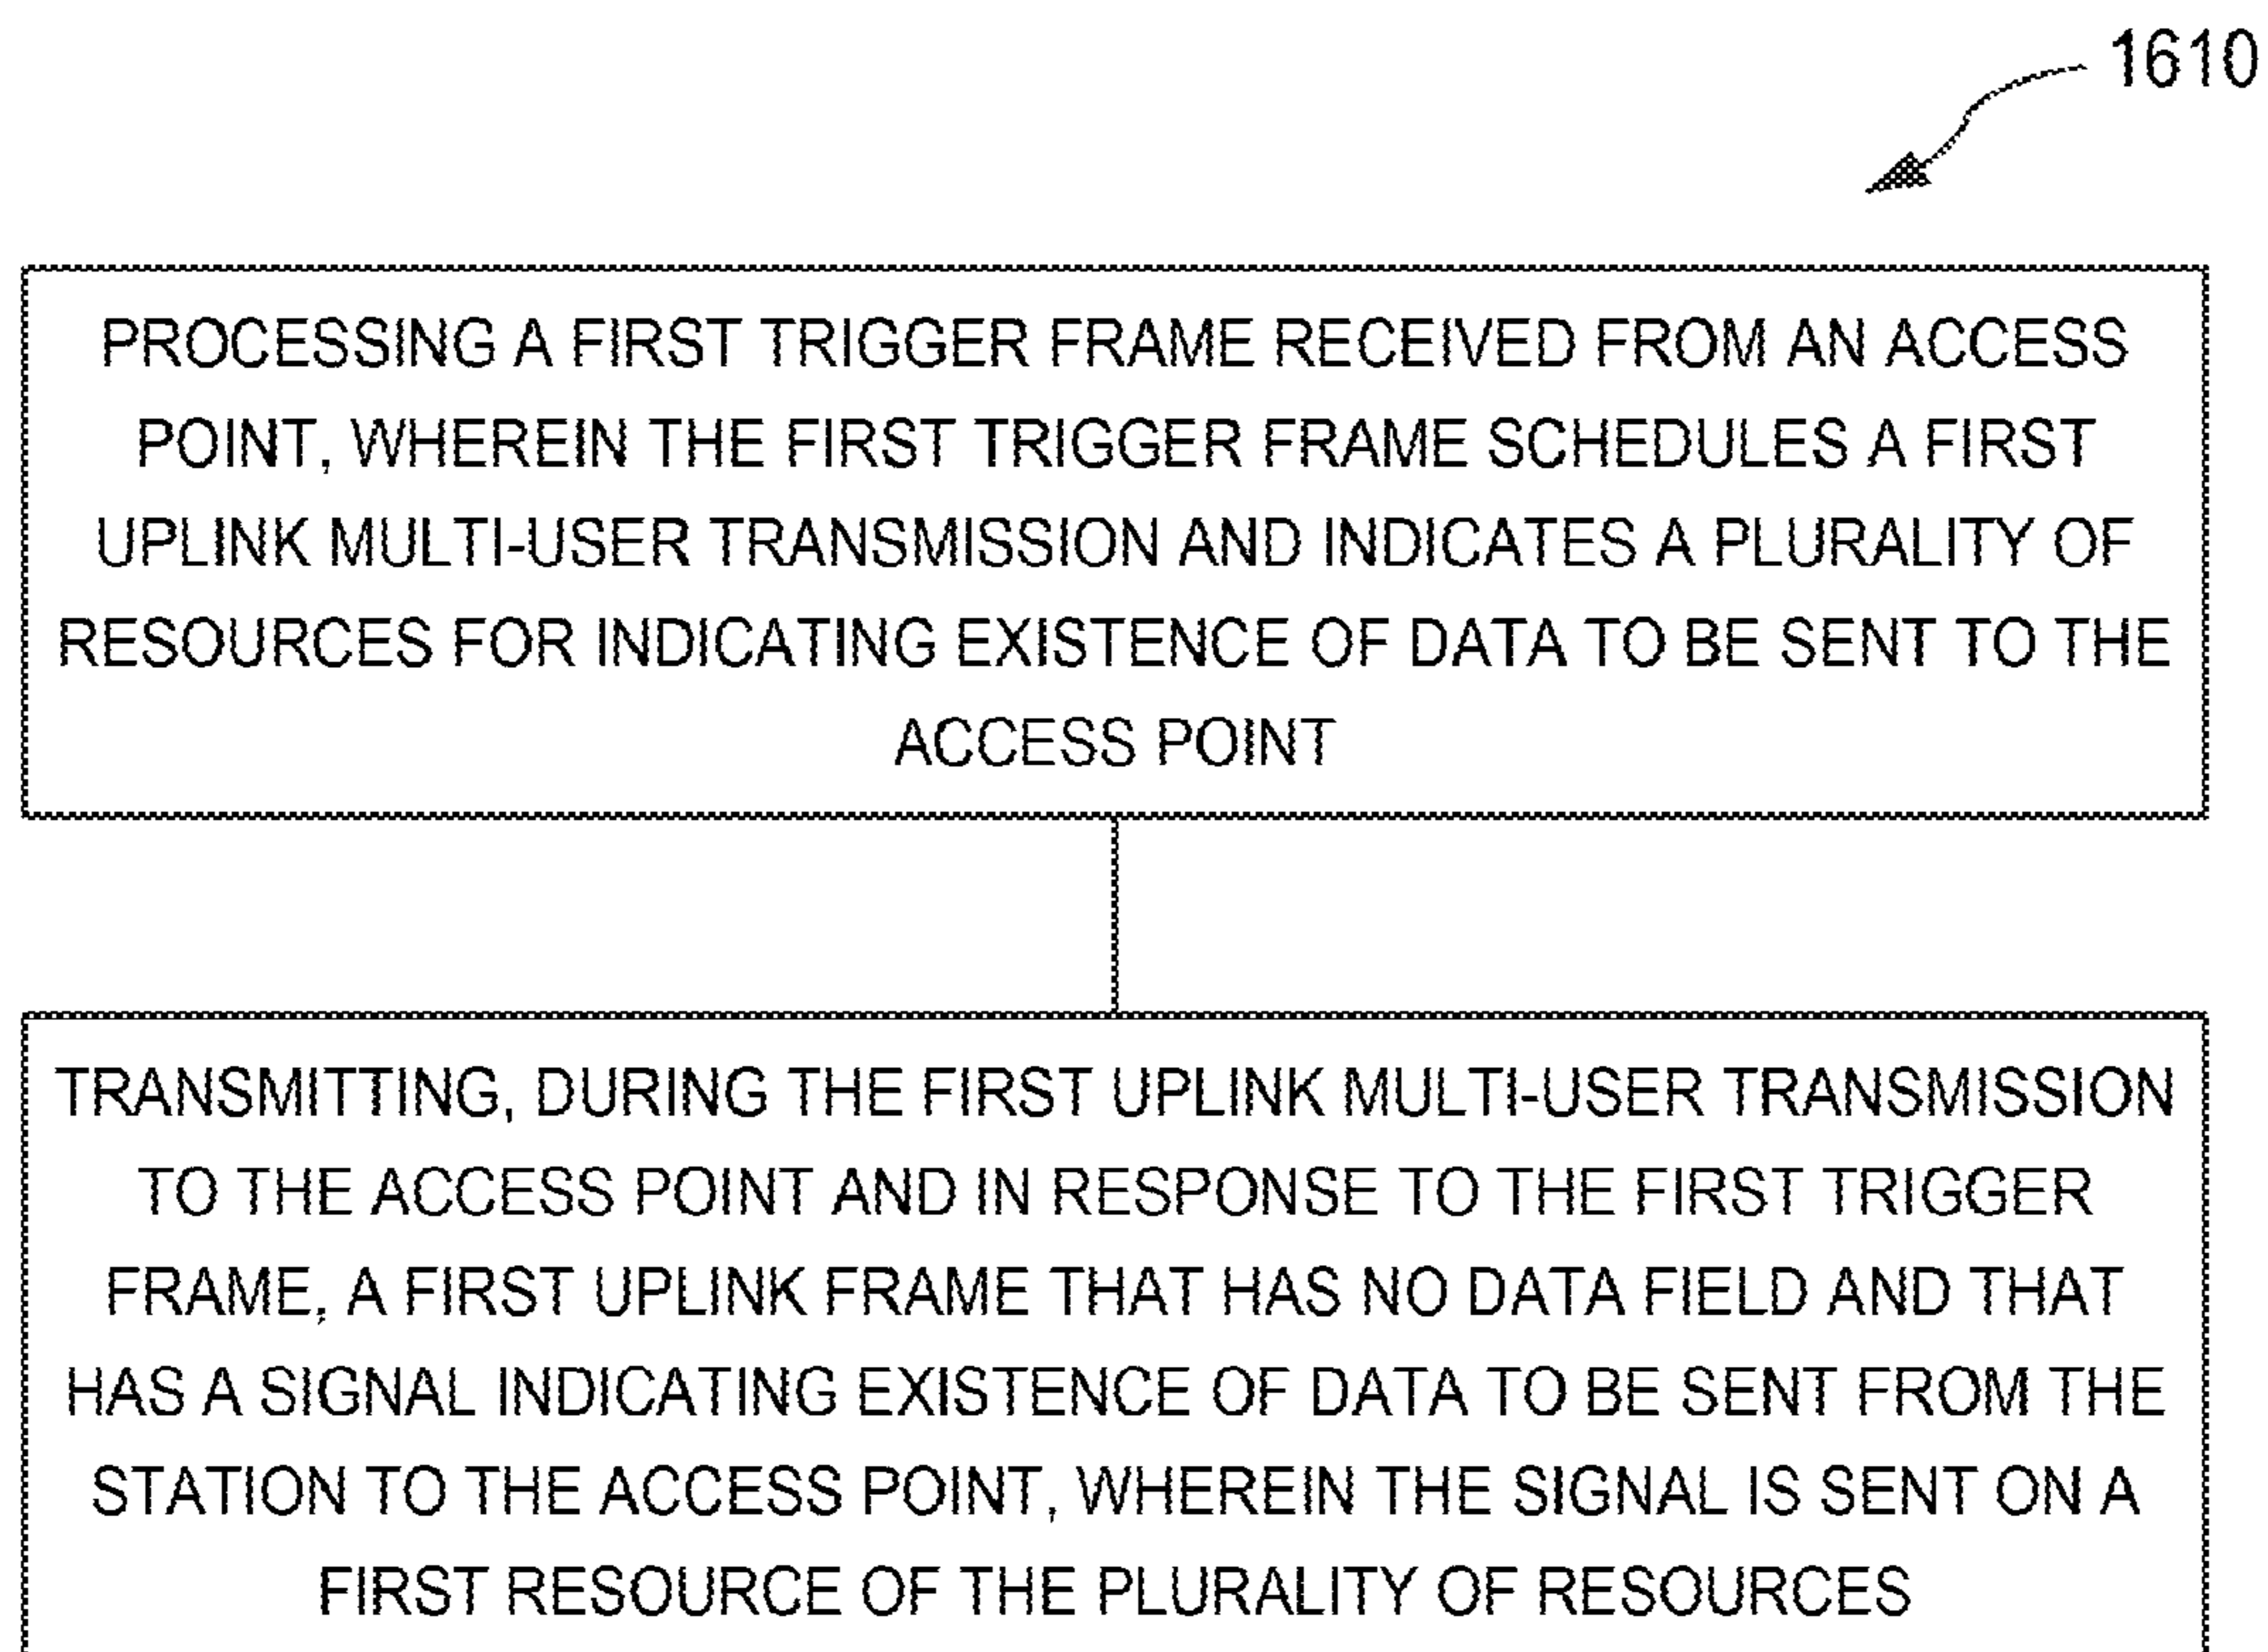 1610
PROCESSING A FIRST TRIGGER FRAME RECEIVED FROM AN ACCESS
POINT, WHEREIN THE FIRST TRIGGER FRAME SCHEDULES A FIRST
UPLINK MULTI-USER TRANSMISSION AND INDICATES A PLURALITY OF
RESOURCES FOR INDICATING EXISTENCE OF DATA TO BE SENT TO THE
ACCESS POINT
TRANSMITTING, DURING THE FIRST UPLINK MULTI-USER TRANSMISSION
TO THE ACCESS POINT AND IN RESPONSE TO THE FIRST TRIGGER
FRAME, A FIRST UPLINK FRAME THAT HAS NO DATA FIELD AND THAT
HAS A SIGNAL INDICATING EXISTENCE OF DATA TO BE SENT FROM THE
STATION TO THE ACCESS POINT, WHEREIN THE SIGNAL IS SENT ON A
FIRST RESOURCE OF THE PLURALITY OF RESOURCES